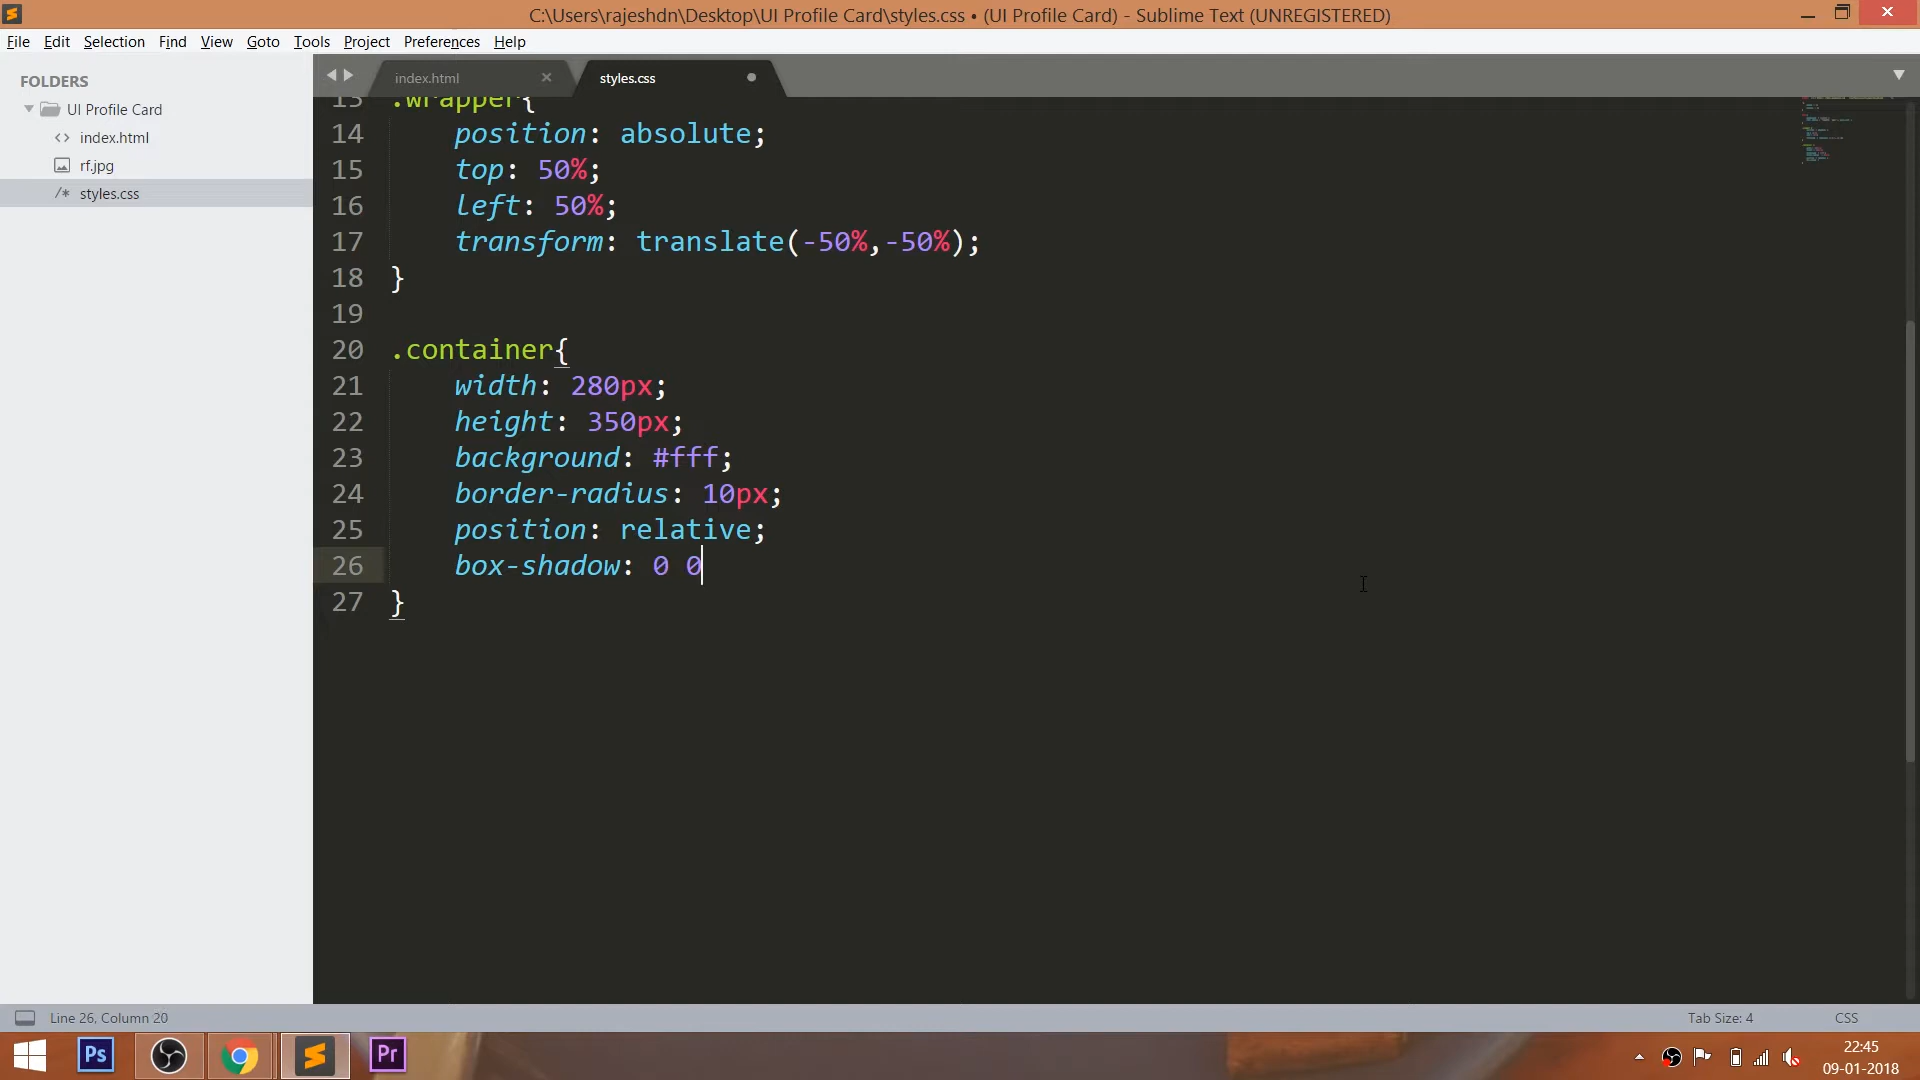 C:\Users\rajeshdn\Desktop\UI Profile Card\styles.css • (UI Profile Card) - Sublime Text (UNREGISTERED)
File Edit Selection Find View Goto Tools Project Preferences Help
FOLDERS
UI Profile Card
<> index.html
rf.jpg
/* styles.css
index.html ×
styles.css
13 .wrapper{
14 position: absolute;
15 top: 50%;
16 left: 50%;
17 transform: translate(-50%,-50%);
18 }
19
20 .container{
21 width: 280px;
22 height: 350px;
23 background: #fff;
24 border-radius: 10px;
25 position: relative;
26 box-shadow: 0 0
27 }
Line 26, Column 20
Tab Size: 4
CSS
Ps
Pr
22:45
09-01-2018